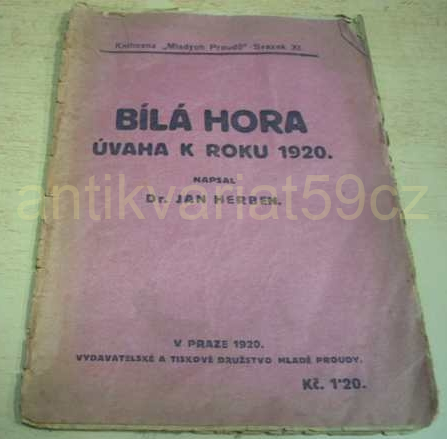 Knihovna „Mladých Proudů" Svazek XI.
BÍLÁ HORA
ÚVAHA K ROKU 1920.
NAPSAL
Dr. JAN HERBEN.
antikvariat59cz
V PRAZE 1920.
VYDAVATELSKÉ A TISKOVÉ DRUŽSTVO MLADÉ PROUDY.
Kč. 1·20.